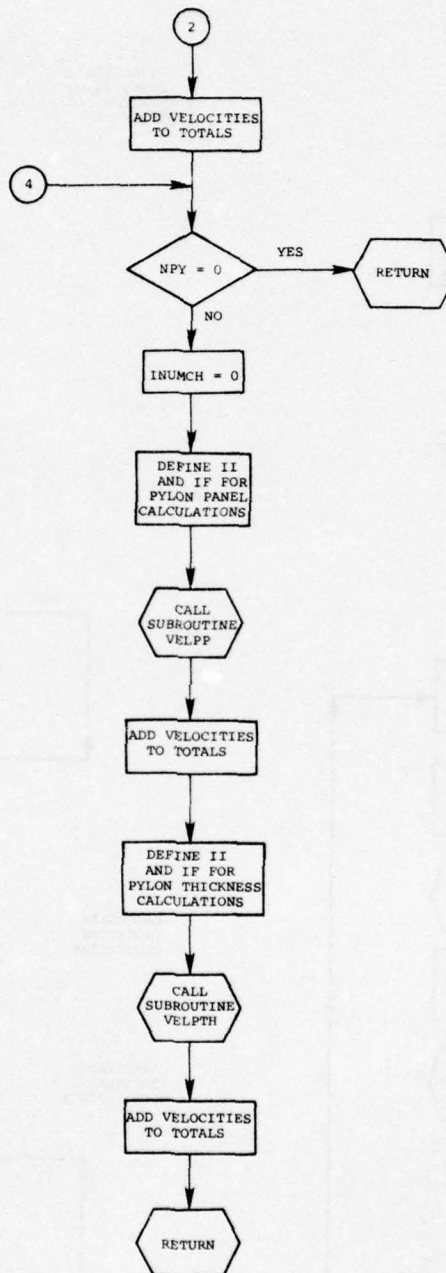 2
ADD VELOCITIES
TO TOTALS
4
NPY = 0
YES
RETURN
NO
INUMCH = 0
DEFINE II
AND IF FOR
PYLON PANEL
CALCULATIONS
CALL
SUBROUTINE
VELPP
ADD VELOCITIES
TO TOTALS
DEFINE II
AND IF FOR
PYLON THICKNESS
CALCULATIONS
CALL
SUBROUTINE
VELPTH
ADD VELOCITIES
TO TOTALS
RETURN